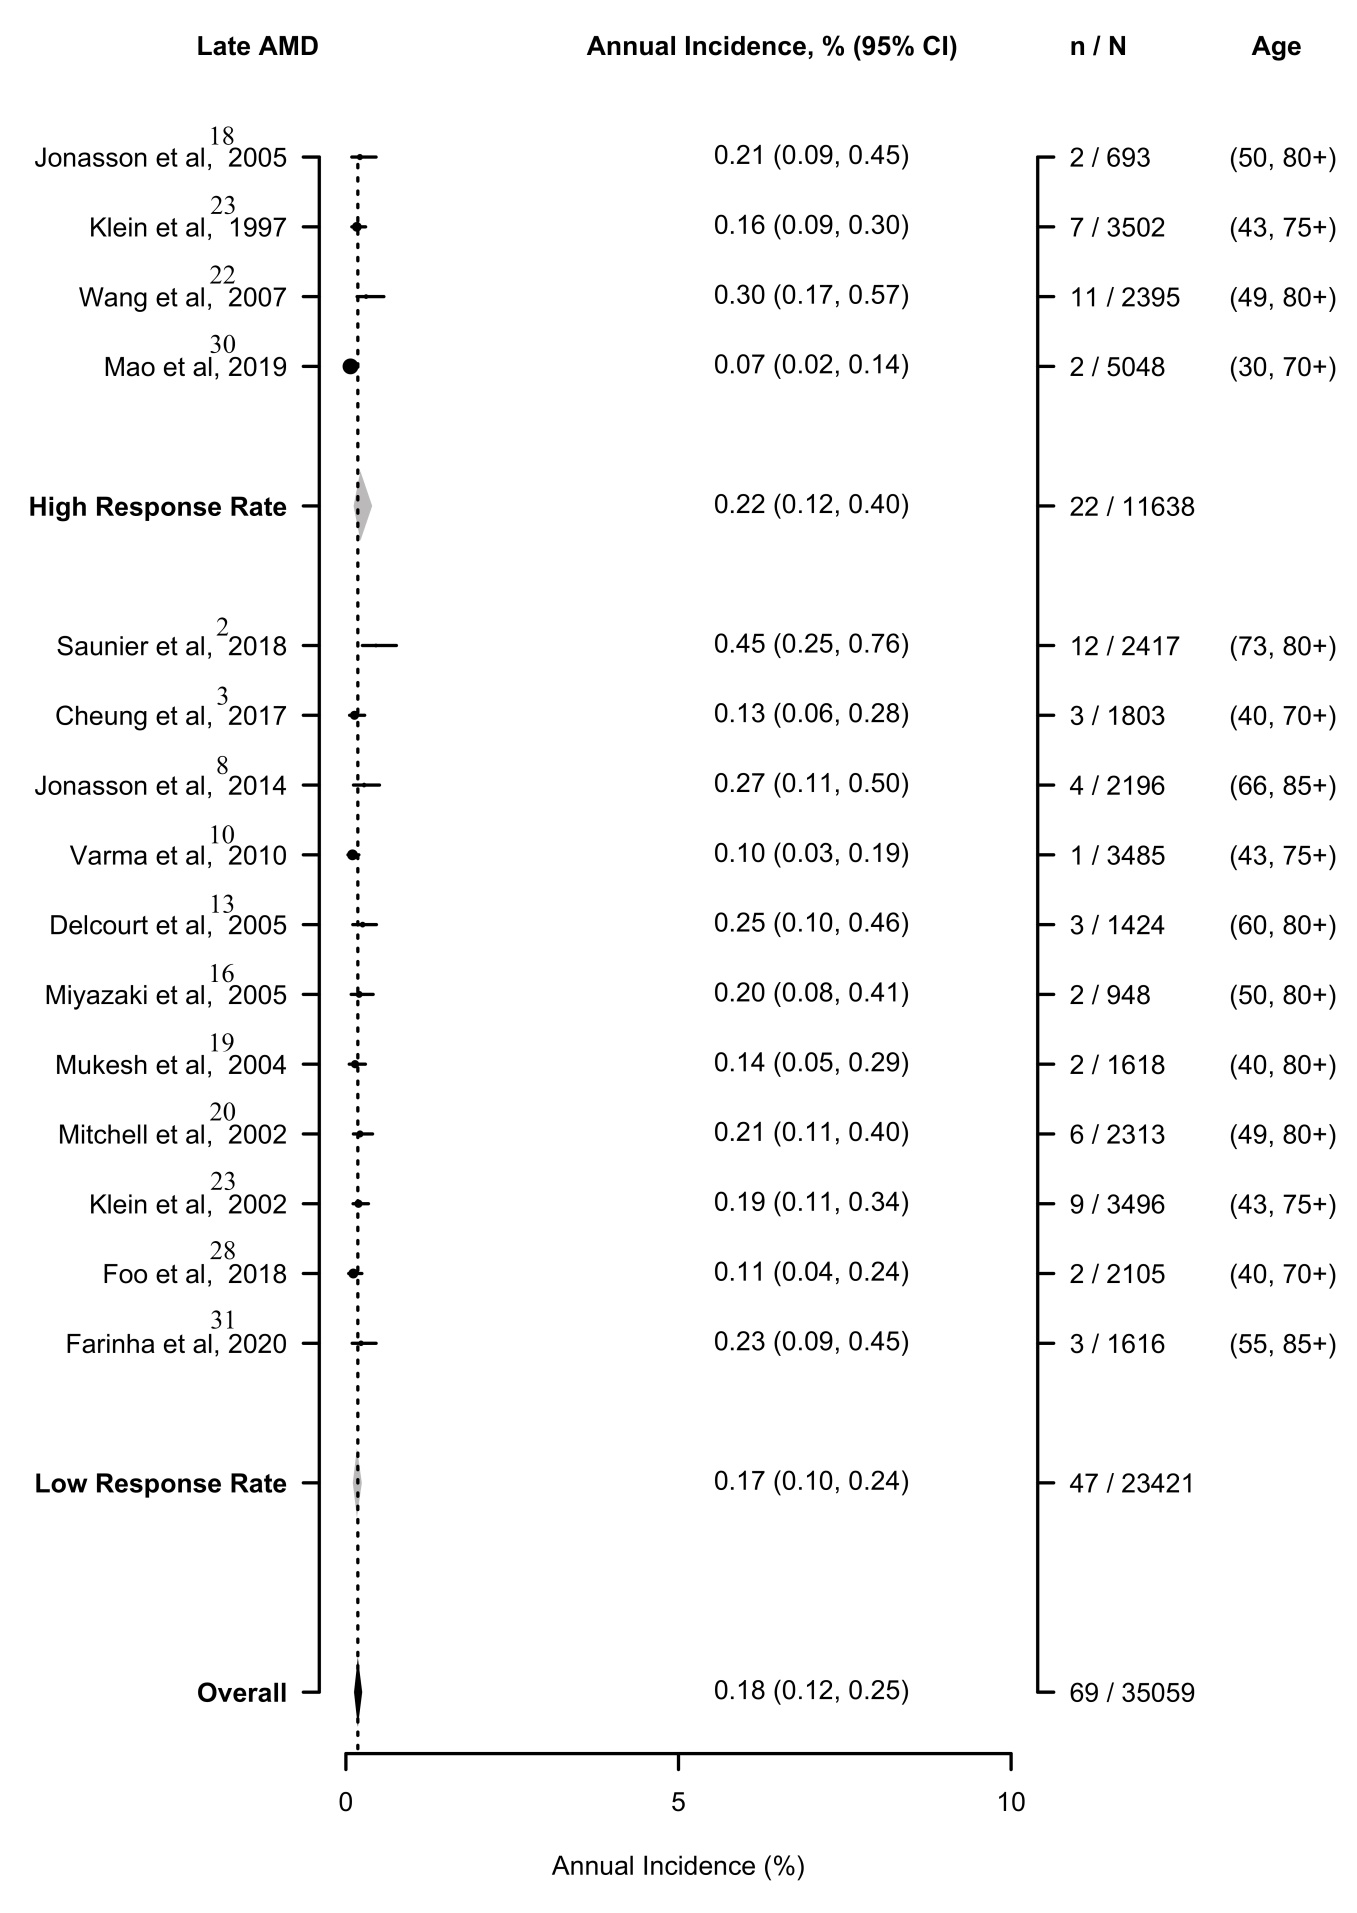 Late AMD Annual Incidence, % (95% CI) n / N Age
Jonasson et al,18 2005 0.21 (0.09, 0.45) 2 / 693 (50, 80+)
Klein et al,23 1997 0.16 (0.09, 0.30) 7 / 3502 (43, 75+)
Wang et al,22 2007 0.30 (0.17, 0.57) 11 / 2395 (49, 80+)
Mao et al,30 2019 0.07 (0.02, 0.14) 2 / 5048 (30, 70+)
High Response Rate 0.22 (0.12, 0.40) 22 / 11638
Saunier et al,2 2018 0.45 (0.25, 0.76) 12 / 2417 (73, 80+)
Cheung et al,3 2017 0.13 (0.06, 0.28) 3 / 1803 (40, 70+)
Jonasson et al,8 2014 0.27 (0.11, 0.50) 4 / 2196 (66, 85+)
Varma et al,10 2010 0.10 (0.03, 0.19) 1 / 3485 (43, 75+)
Delcourt et al,13 2005 0.25 (0.10, 0.46) 3 / 1424 (60, 80+)
Miyazaki et al,16 2005 0.20 (0.08, 0.41) 2 / 948 (50, 80+)
Mukesh et al,19 2004 0.14 (0.05, 0.29) 2 / 1618 (40, 80+)
Mitchell et al,20 2002 0.21 (0.11, 0.40) 6 / 2313 (49, 80+)
Klein et al,23 2002 0.19 (0.11, 0.34) 9 / 3496 (43, 75+)
Foo et al,28 2018 0.11 (0.04, 0.24) 2 / 2105 (40, 70+)
Farinha et al,31 2020 0.23 (0.09, 0.45) 3 / 1616 (55, 85+)
Low Response Rate 0.17 (0.10, 0.24) 47 / 23421
Overall 0.18 (0.12, 0.25) 69 / 35059
0 5 10
Annual Incidence (%)